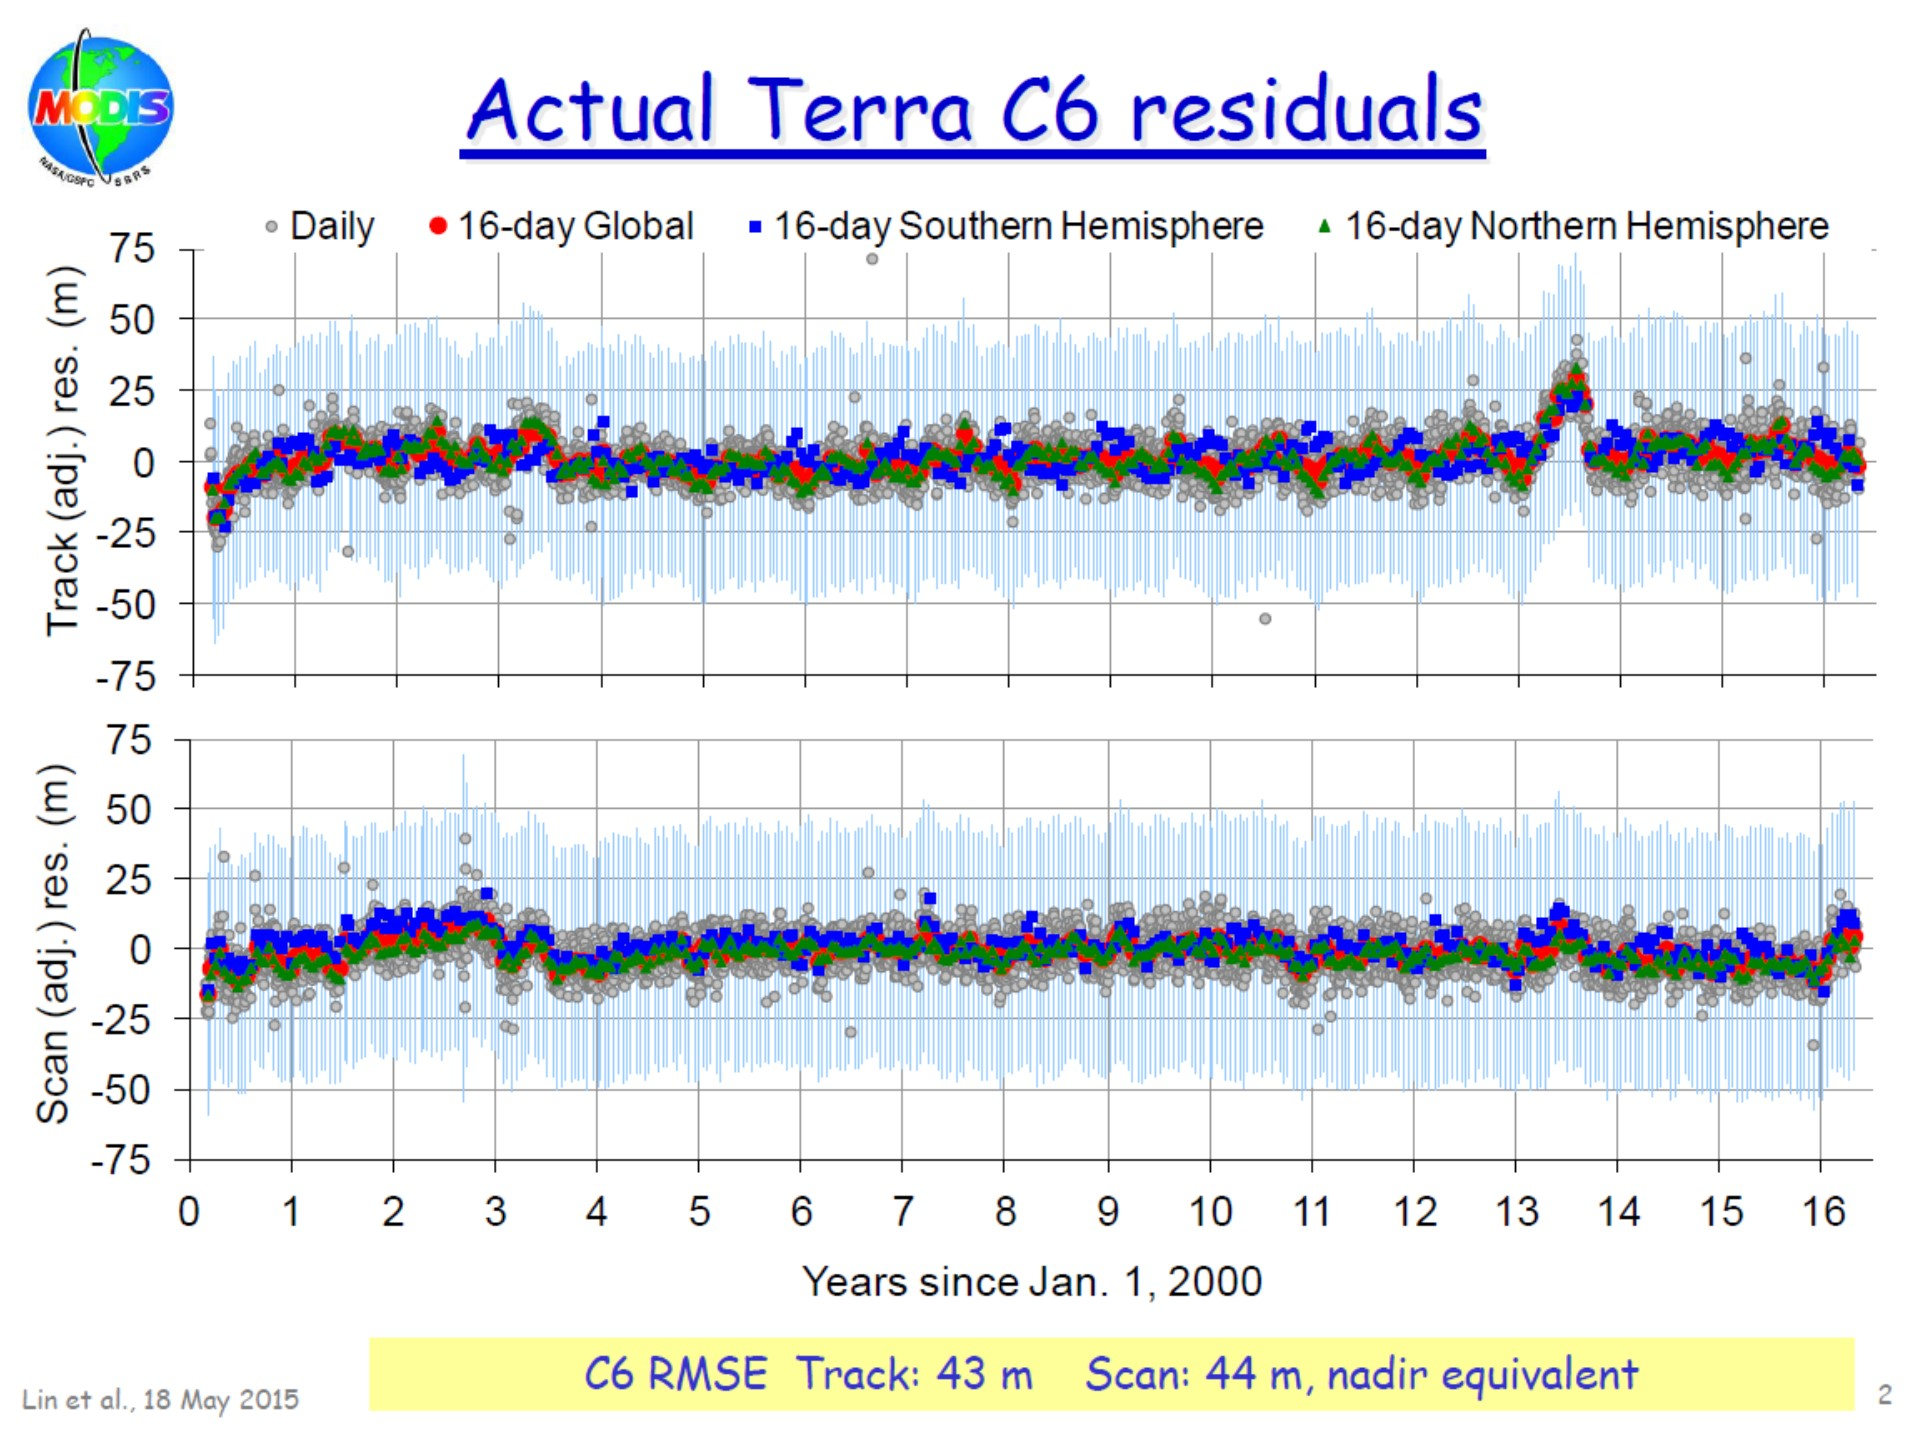 MODIS
NASA/GSFC SBRS
Actual Terra C6 residuals
Daily 16-day Global 16-day Southern Hemisphere 16-day Northern Hemisphere
Track (adj.) res. (m)
75
50
25
0
-25
-50
-75
Scan (adj.) res. (m)
75
50
25
0
-25
-50
-75
0 1 2 3 4 5 6 7 8 9 10 11 12 13 14 15 16
Years since Jan. 1, 2000
C6 RMSE Track: 43 m Scan: 44 m, nadir equivalent
Lin et al., 18 May 2015
2